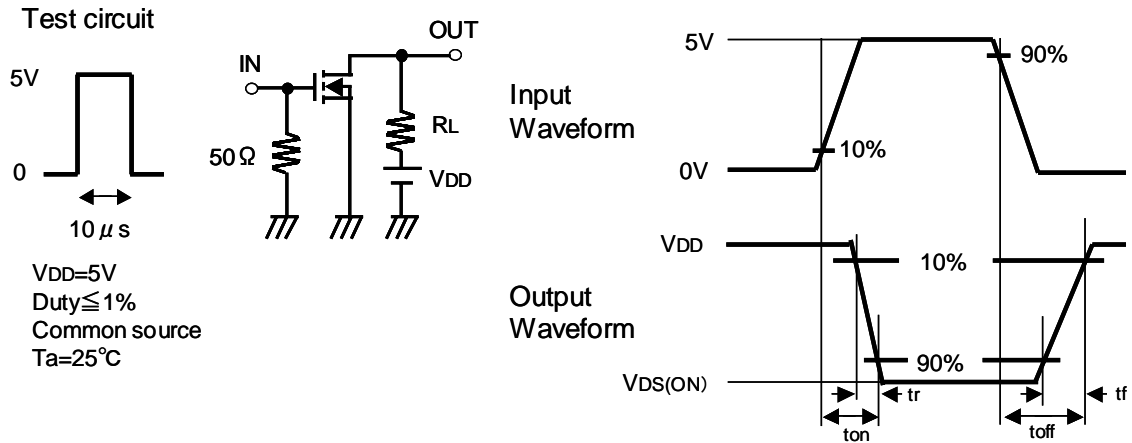 Test circuit
5V
0
10 μ s
IN
OUT
50Ω
RL
VDD
VDD=5V
Duty≦1%
Common source
Ta=25℃
Input
Waveform
5V
90%
10%
0V
Output
Waveform
VDD
10%
90%
VDS(ON)
tr
ton
toff
tf